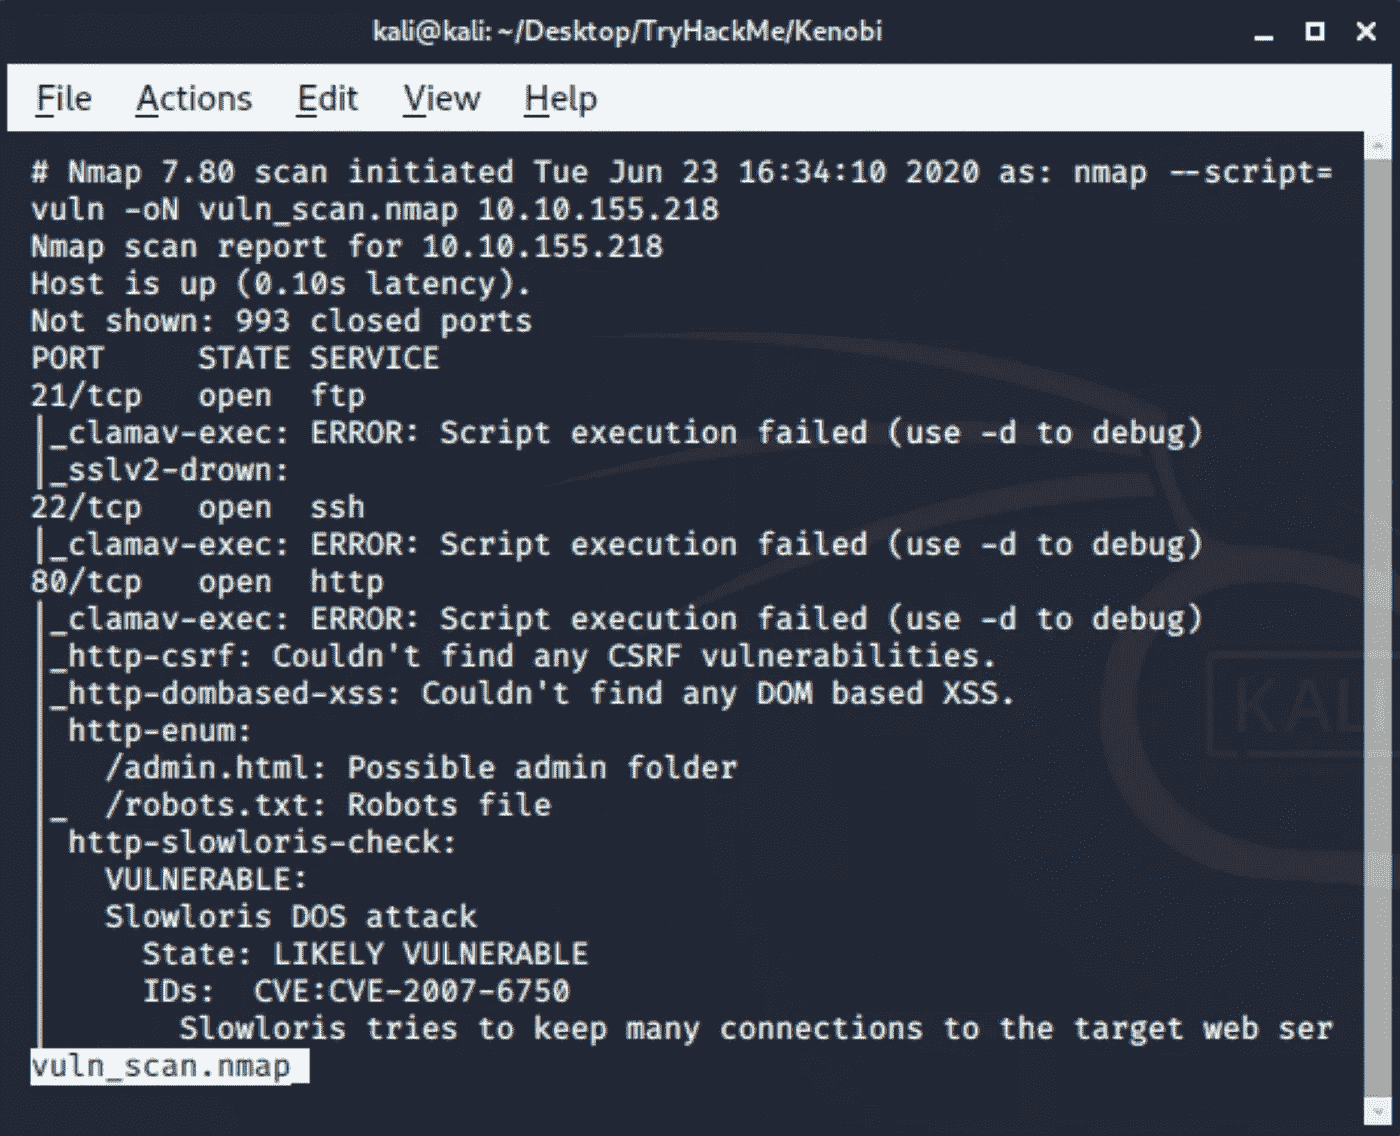 kali@kali: ~/Desktop/TryHackMe/Kenobi
File Actions Edit View Help
# Nmap 7.80 scan initiated Tue Jun 23 16:34:10 2020 as: nmap --script=
vuln -oN vuln_scan.nmap 10.10.155.218
Nmap scan report for 10.10.155.218
Host is up (0.10s latency).
Not shown: 993 closed ports
PORT     STATE SERVICE
21/tcp   open  ftp
|_clamav-exec: ERROR: Script execution failed (use -d to debug)
|_sslv2-drown:
22/tcp   open  ssh
|_clamav-exec: ERROR: Script execution failed (use -d to debug)
80/tcp   open  http
|_clamav-exec: ERROR: Script execution failed (use -d to debug)
|_http-csrf: Couldn't find any CSRF vulnerabilities.
|_http-dombased-xss: Couldn't find any DOM based XSS.
| http-enum:
|   /admin.html: Possible admin folder
|_  /robots.txt: Robots file
| http-slowloris-check:
|   VULNERABLE:
|   Slowloris DOS attack
|     State: LIKELY VULNERABLE
|     IDs:  CVE:CVE-2007-6750
|       Slowloris tries to keep many connections to the target web ser
vuln_scan.nmap
KALI